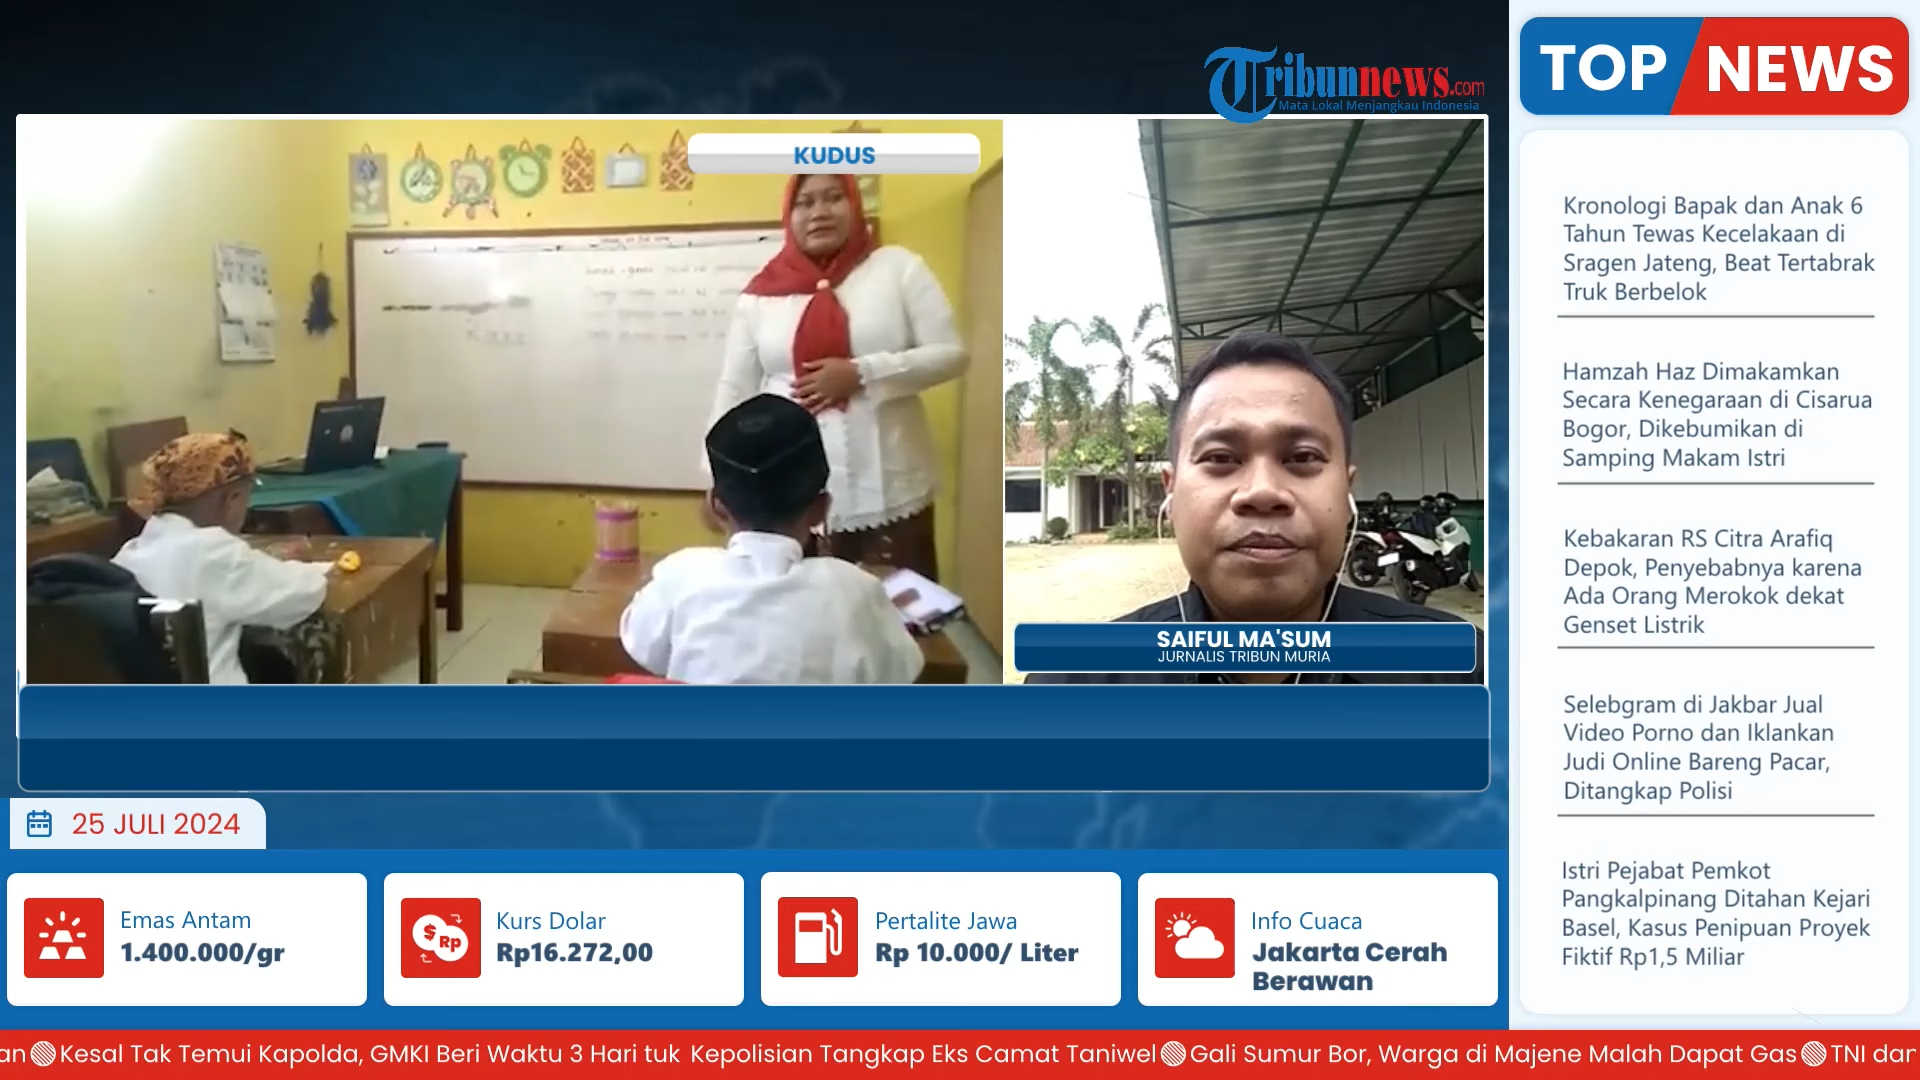 Tribunnews.com
Mata Lokal Menjangkau Indonesia
KUDUS
SAIFUL MA'SUM
JURNALIS TRIBUN MURIA
25 JULI 2024
Emas Antam
1.400.000/gr
Kurs Dolar
Rp16.272,00
Pertalite Jawa
Rp 10.000/ Liter
Info Cuaca
Jakarta Cerah
Berawan
TOP NEWS
Kronologi Bapak dan Anak 6
Tahun Tewas Kecelakaan di
Sragen Jateng, Beat Tertabrak
Truk Berbelok
Hamzah Haz Dimakamkan
Secara Kenegaraan di Cisarua
Bogor, Dikebumikan di
Samping Makam Istri
Kebakaran RS Citra Arafiq
Depok, Penyebabnya karena
Ada Orang Merokok dekat
Genset Listrik
Selebgram di Jakbar Jual
Video Porno dan Iklankan
Judi Online Bareng Pacar,
Ditangkap Polisi
Istri Pejabat Pemkot
Pangkalpinang Ditahan Kejari
Basel, Kasus Penipuan Proyek
Fiktif Rp1,5 Miliar
an Kesal Tak Temui Kapolda, GMKI Beri Waktu 3 Hari tuk Kepolisian Tangkap Eks Camat Taniwel Gali Sumur Bor, Warga di Majene Malah Dapat Gas TNI dan